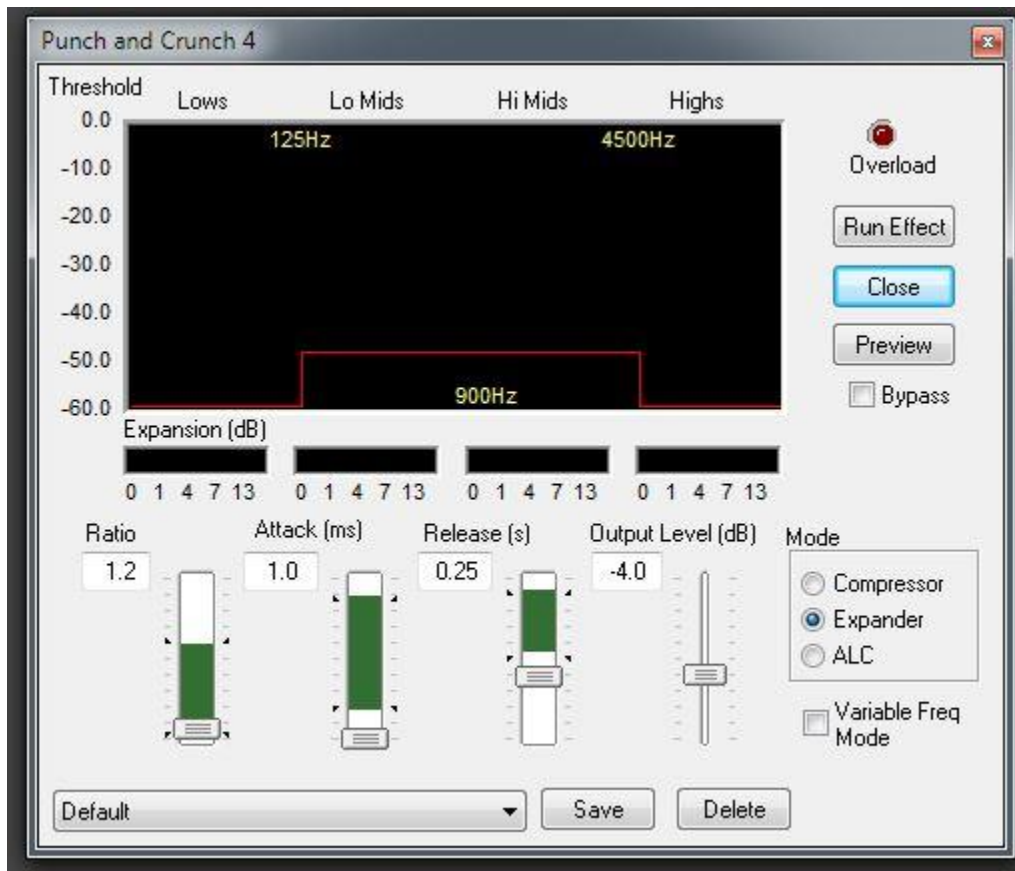 Punch and Crunch 4
Threshold
Lows Lo Mids Hi Mids Highs
0.0
125Hz 4500Hz
-10.0
-20.0
-30.0
-40.0
-50.0
-60.0
900Hz
Overload
Run Effect
Close
Preview
Bypass
Expansion (dB)
0 1 4 7 13 0 1 4 7 13 0 1 4 7 13 0 1 4 7 13
Ratio Attack (ms) Release (s) Output Level (dB)
1.2 1.0 0.25 -4.0
Mode
Compressor
Expander
ALC
Variable Freq
Mode
Default Save Delete